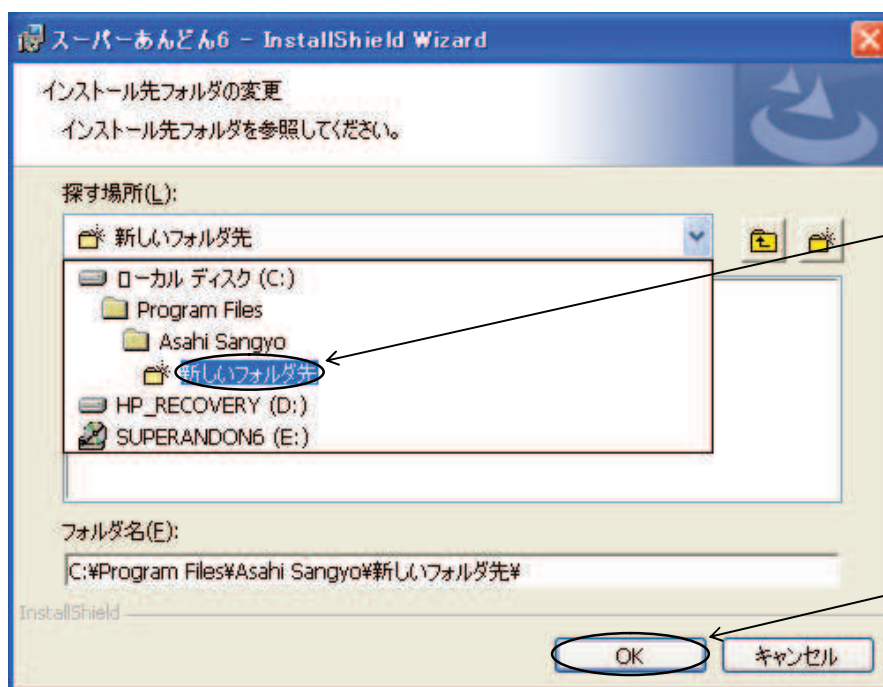 スーパーあんどん6 - InstallShield Wizard
インストール先フォルダの変更
インストール先フォルダを参照してください。
探す場所(L):
新しいフォルダ先
ローカル ディスク (C:)
Program Files
Asahi Sangyo
新しいフォルダ先
HP_RECOVERY (D:)
SUPERANDON6 (E:)
フォルダ名(F):
C:¥Program Files¥Asahi Sangyo¥新しいフォルダ先¥
InstallShield
OK キャンセル